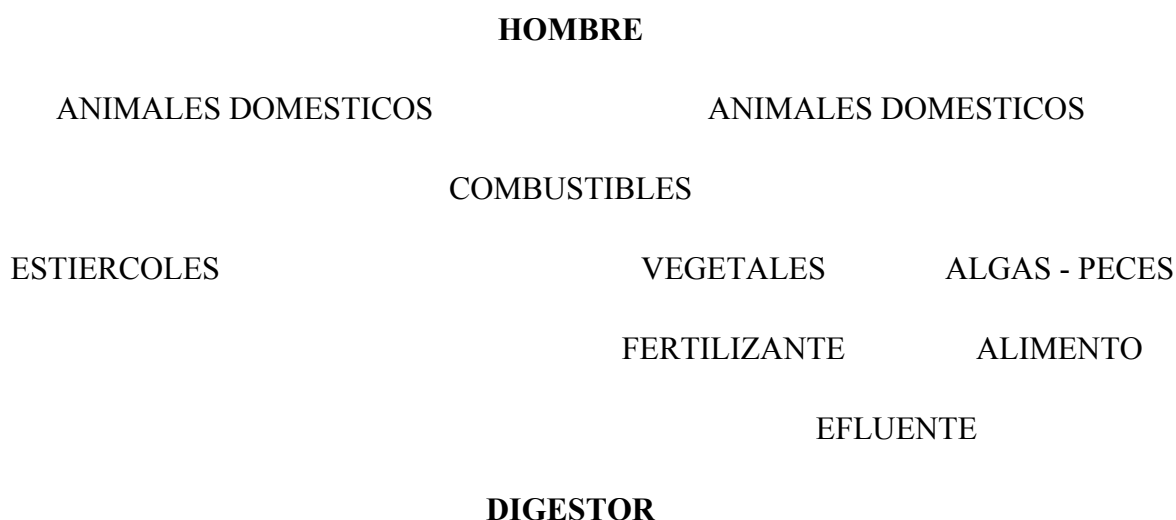 HOMBRE
ANIMALES DOMESTICOS ANIMALES DOMESTICOS
COMBUSTIBLES
ESTIERCOLES VEGETALES ALGAS - PECES
FERTILIZANTE ALIMENTO
EFLUENTE
DIGESTOR